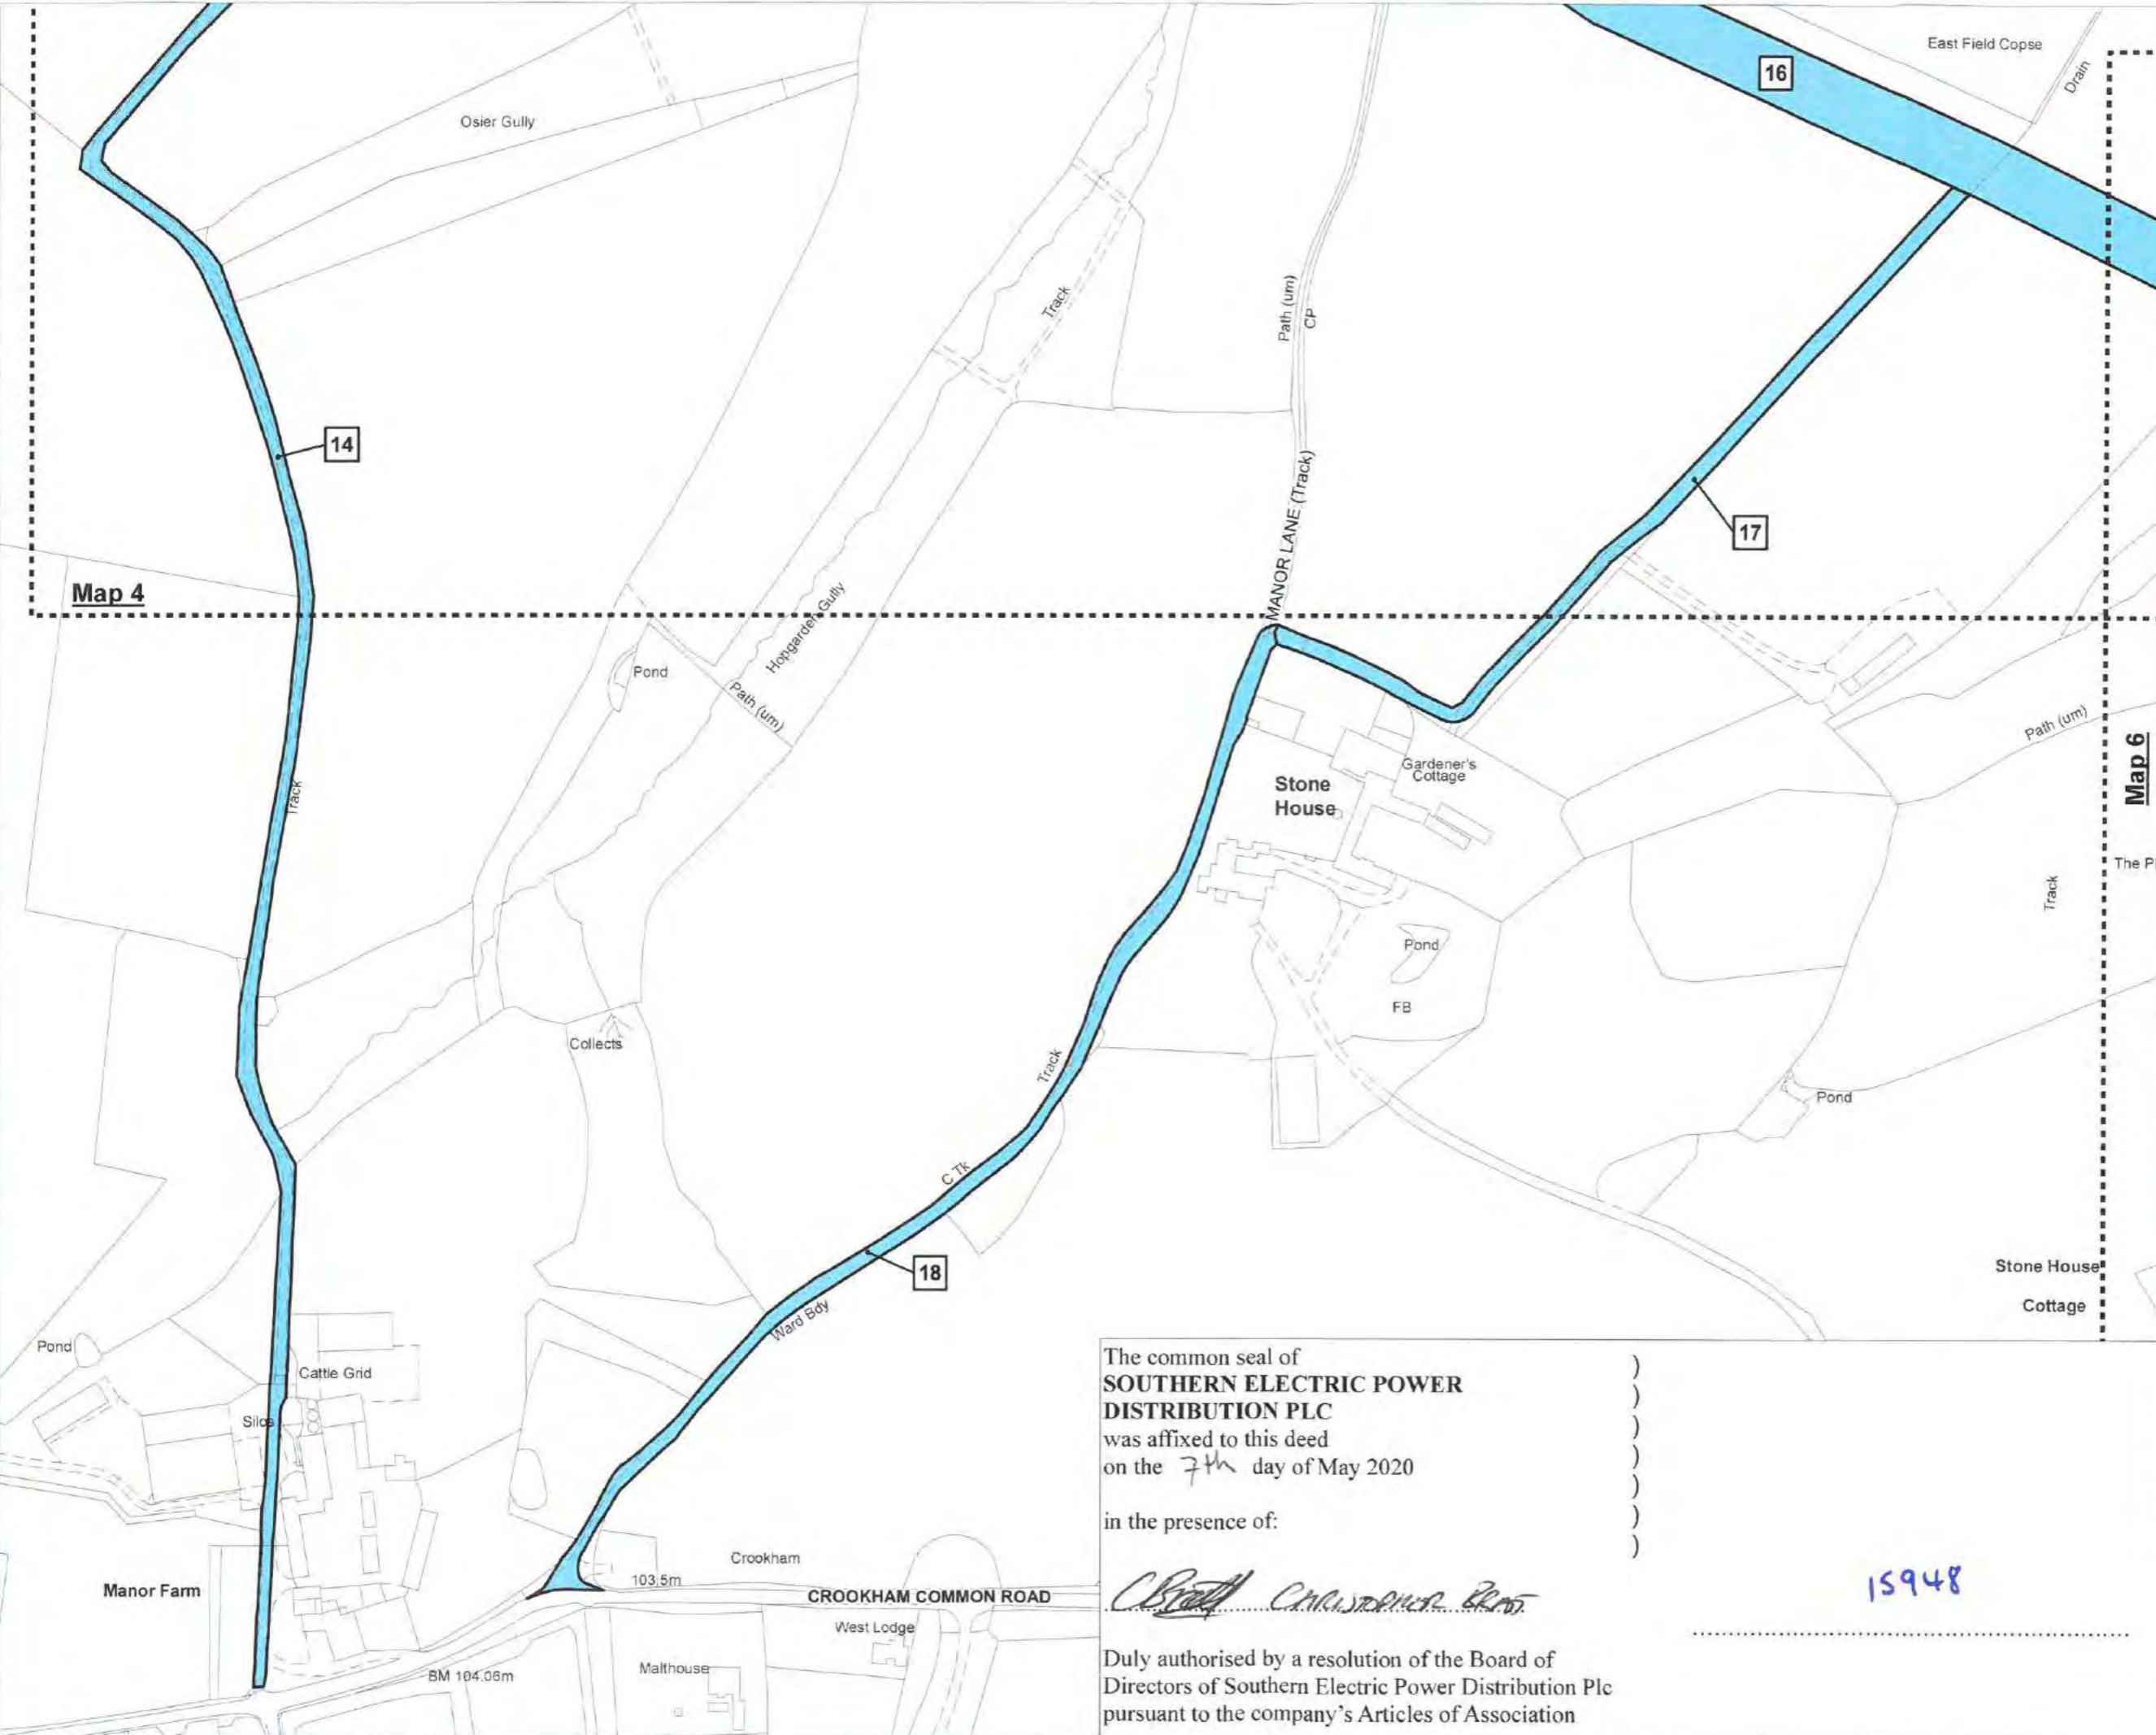 East Field Copse
16
Drain
Osier Gully
Track
Path (um)
CP
14
MANOR LANE (Track)
17
Map 4
Hopgarden Gully
Pond
Path (um)
Path (um)
Map 6
Gardener's
Cottage
Stone
House
Track
The P
Track
Pond
FB
Collects
Track
Pond
C Tk
18
Stone House
Cottage
Ward Bdy
Pond
Cattle Grid
Silos
The common seal of )
SOUTHERN ELECTRIC POWER )
DISTRIBUTION PLC )
was affixed to this deed )
on the 7th day of May 2020 )
)
in the presence of: )
)
Crookham
103.5m
Manor Farm
CROOKHAM COMMON ROAD
West Lodge
CHRISTOPHER
15948
Malthouse
BM 104.06m
Duly authorised by a resolution of the Board of
Directors of Southern Electric Power Distribution Plc
pursuant to the company's Articles of Association